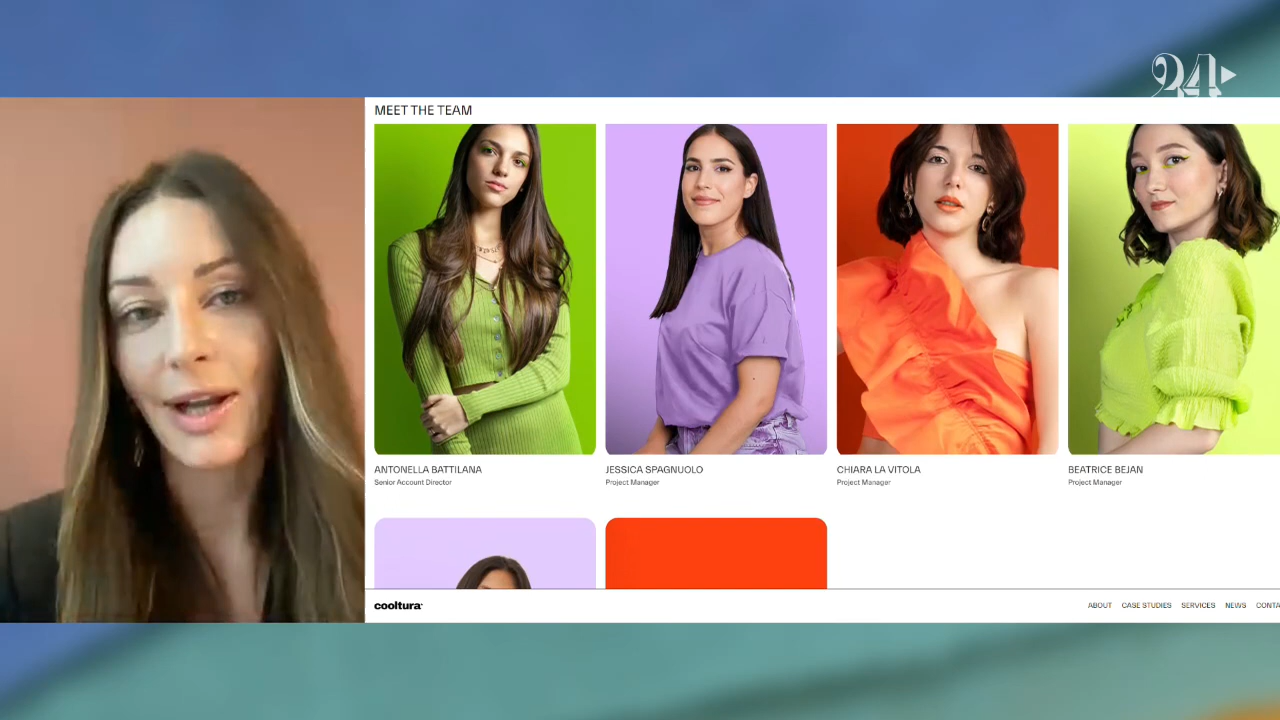 24
MEET THE TEAM
ANTONELLA BATTILANA
Senior Account Director
JESSICA SPAGNUOLO
Project Manager
CHIARA LA VITOLA
Project Manager
BEATRICE BEJAN
Project Manager
cooltura
ABOUT CASE STUDIES SERVICES NEWS CONTA